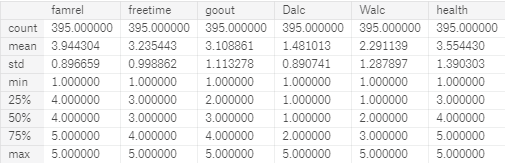 famrel freetime goout Dalc Walc health
count 395.000000 395.000000 395.000000 395.000000 395.000000 395.000000
mean 3.944304 3.235443 3.108861 1.481013 2.291139 3.554430
std 0.896659 0.998862 1.113278 0.890741 1.287897 1.390303
min 1.000000 1.000000 1.000000 1.000000 1.000000 1.000000
25% 4.000000 3.000000 2.000000 1.000000 1.000000 3.000000
50% 4.000000 3.000000 3.000000 1.000000 2.000000 4.000000
75% 5.000000 4.000000 4.000000 2.000000 3.000000 5.000000
max 5.000000 5.000000 5.000000 5.000000 5.000000 5.000000